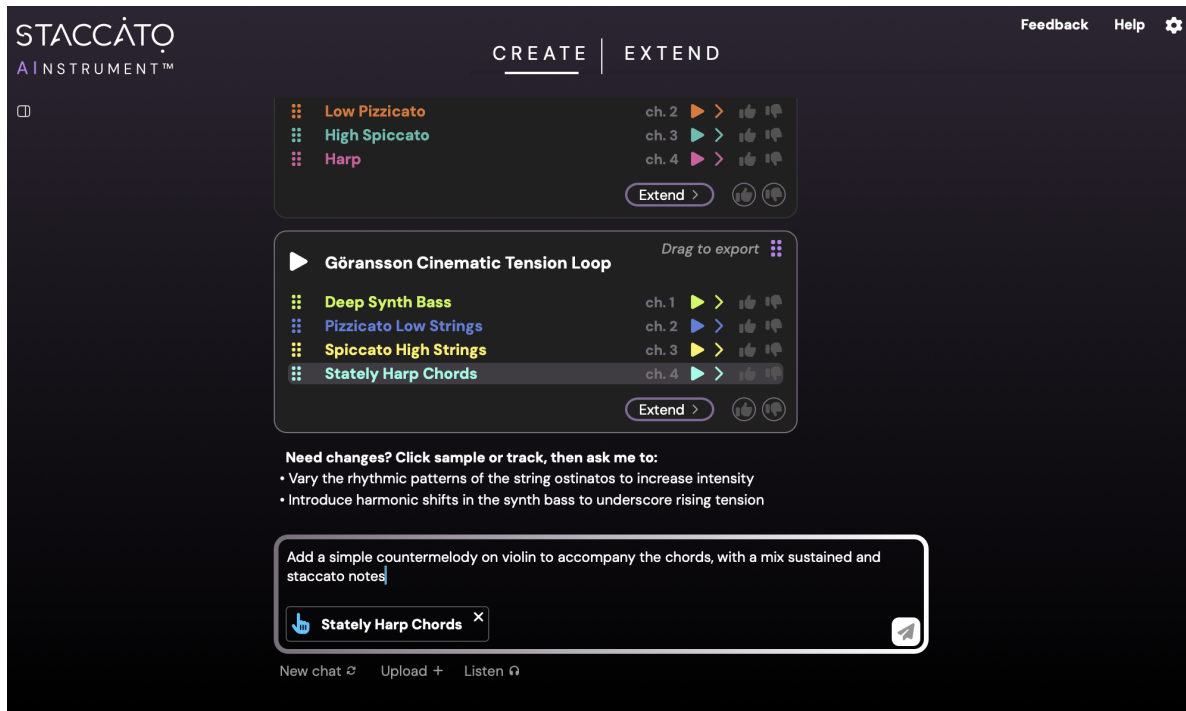 STACCATO
AINSTRUMENT™
CREATE EXTEND
Feedback Help
Low Pizzicato ch. 2
High Spiccato ch. 3
Harp ch. 4
Extend >
Drag to export
Göransson Cinematic Tension Loop
Deep Synth Bass ch. 1
Pizzicato Low Strings ch. 2
Spiccato High Strings ch. 3
Stately Harp Chords ch. 4
Extend >
Need changes? Click sample or track, then ask me to:
• Vary the rhythmic patterns of the string ostinatos to increase intensity
• Introduce harmonic shifts in the synth bass to underscore rising tension
Add a simple countermelody on violin to accompany the chords, with a mix sustained and
staccato notes
Stately Harp Chords ×
New chat Upload + Listen